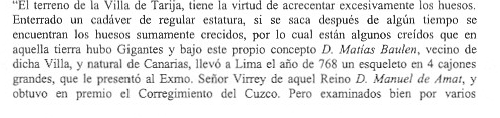 “El terreno de la Villa de Tarija, tiene la virtud de acrecentar excesivamente los huesos.
Enterrado un cadáver de regular estatura, si se saca después de algún tiempo se
encuentran los huesos sumamente crecidos, por lo cual están algunos creídos que en
aquella tierra hubo Gigantes y bajo este propio concepto D. Matías Baulen, vecino de
dicha Villa, y natural de Canarias, llevó a Lima el año de 768 un esqueleto en 4 cajones
grandes, que le presentó al Exmo. Señor Virrey de aquel Reino D. Manuel de Amat, y
obtuvo en premio el Corregimiento del Cuzco. Pero examinados bien por varios